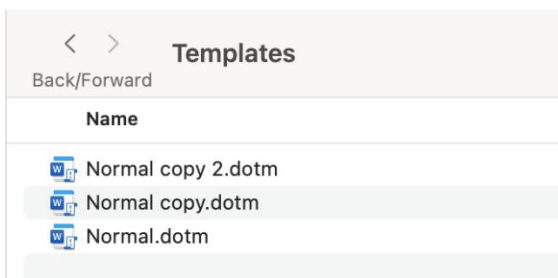 Templates
Back/Forward
Name
Normal copy 2.dotm
Normal copy.dotm
Normal.dotm